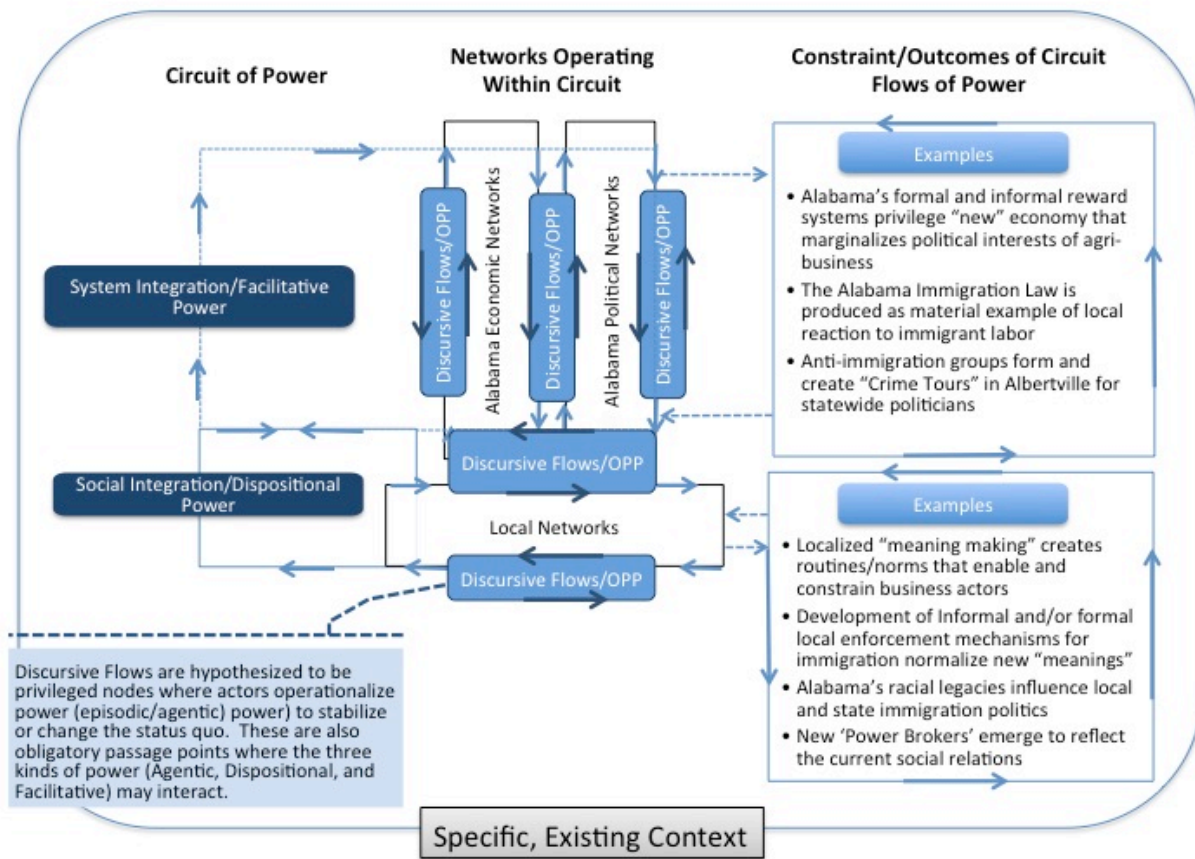 Circuit of Power
Networks Operating
Within Circuit
Constraint/Outcomes of Circuit
Flows of Power
System Integration/Facilitative
Power
Social Integration/Dispositional
Power
Discursive Flows/OPP
Alabama Economic Networks
Discursive Flows/OPP
Alabama Political Networks
Discursive Flows/OPP
Discursive Flows/OPP
Local Networks
Discursive Flows/OPP
Examples
• Alabama's formal and informal reward
systems privilege “new” economy that
marginalizes political interests of agri-
business
• The Alabama Immigration Law is
produced as material example of local
reaction to immigrant labor
• Anti-immigration groups form and
create “Crime Tours” in Albertville for
statewide politicians
Examples
• Localized “meaning making” creates
routines/norms that enable and
constrain business actors
• Development of Informal and/or formal
local enforcement mechanisms for
immigration normalize new “meanings”
• Alabama's racial legacies influence local
and state immigration politics
• New ‘Power Brokers’ emerge to reflect
the current social relations
Discursive Flows are hypothesized to be
privileged nodes where actors operationalize
power (episodic/agentic) power) to stabilize
or change the status quo.  These are also
obligatory passage points where the three
kinds of power (Agentic, Dispositional, and
Facilitative) may interact.
Specific, Existing Context